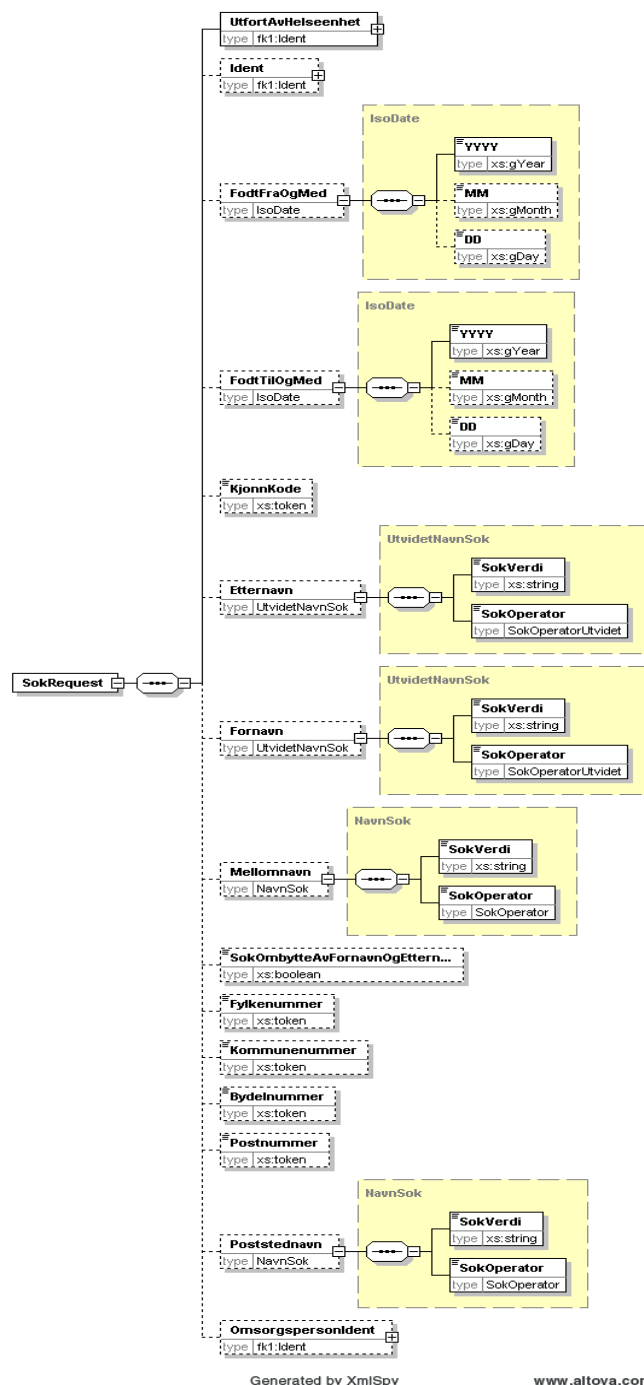 UtfortAvHelseenhet
type fk1:Ident
Ident
type fk1:Ident
IsoDate
YYYY
type xs:gYear
FodtFraOgMed
type IsoDate
MM
type xs:gMonth
DD
type xs:gDay
IsoDate
YYYY
type xs:gYear
FodtTilOgMed
type IsoDate
MM
type xs:gMonth
DD
type xs:gDay
KjonnKode
type xs:token
UtvidetNavnSok
SokVerdi
type xs:string
Etternavn
type UtvidetNavnSok
SokOperator
type SokOperatorUtvidet
SokRequest
UtvidetNavnSok
SokVerdi
type xs:string
Fornavn
type UtvidetNavnSok
SokOperator
type SokOperatorUtvidet
NavnSok
SokVerdi
type xs:string
Mellomnavn
type NavnSok
SokOperator
type SokOperator
SokOmbytteAvFornavnOgEttern...
type xs:boolean
Fylkenummer
type xs:token
Kommunenummer
type xs:token
Bydelnummer
type xs:token
Postnummer
type xs:token
NavnSok
SokVerdi
type xs:string
Poststednavn
type NavnSok
SokOperator
type SokOperator
OmsorgspersonIdent
type fk1:Ident
Generated by XmlSpy www.altova.com